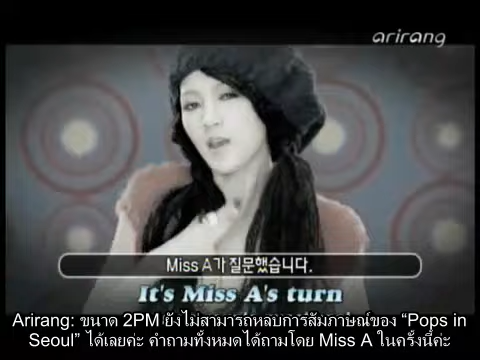 arirang
Miss A가 질문했습니다.
It's Miss A's turn
Arirang: ขนาด 2PM ยังไม่สามารถหลบการสัมภาษณ์ของ “Pops in
Seoul” ได้เลยค่ะ คำถามทั้งหมดได้ถามโดย Miss A ในครั้งนี้ค่ะ